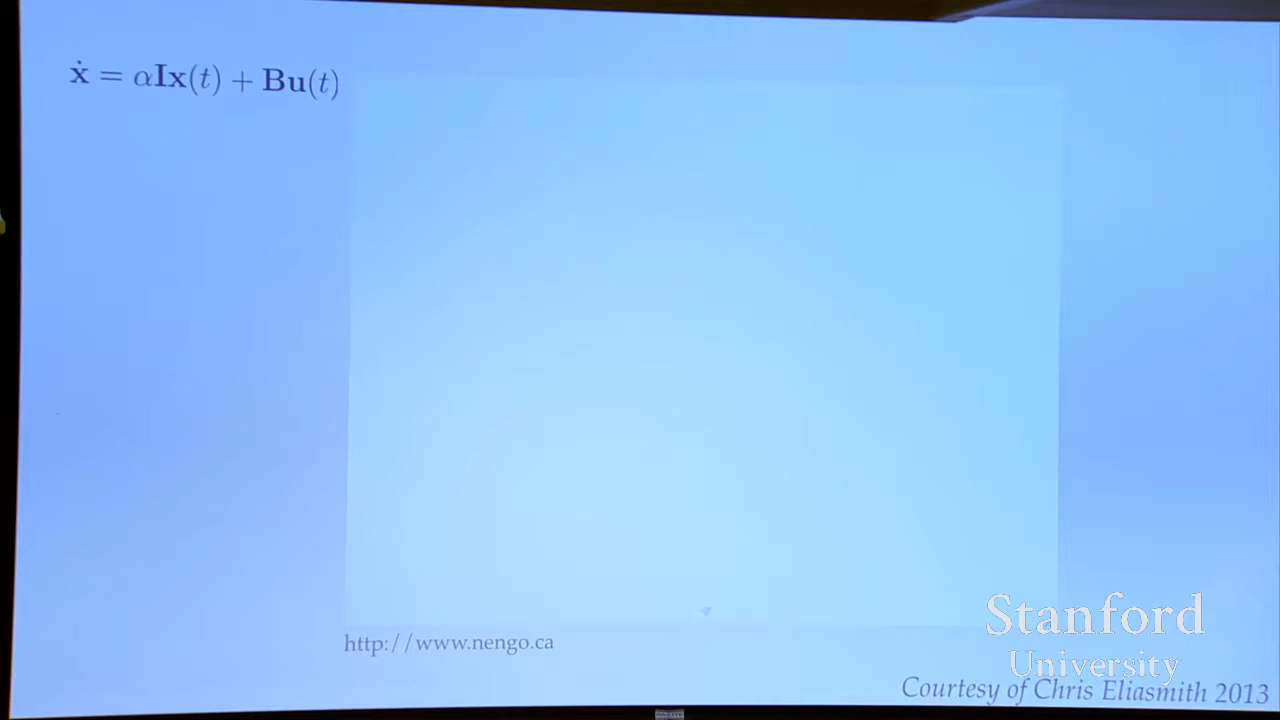 ẋ = αIx(t) + Bu(t)
http://www.nengo.ca
Stanford
University
Courtesy of Chris Eliasmith 2013